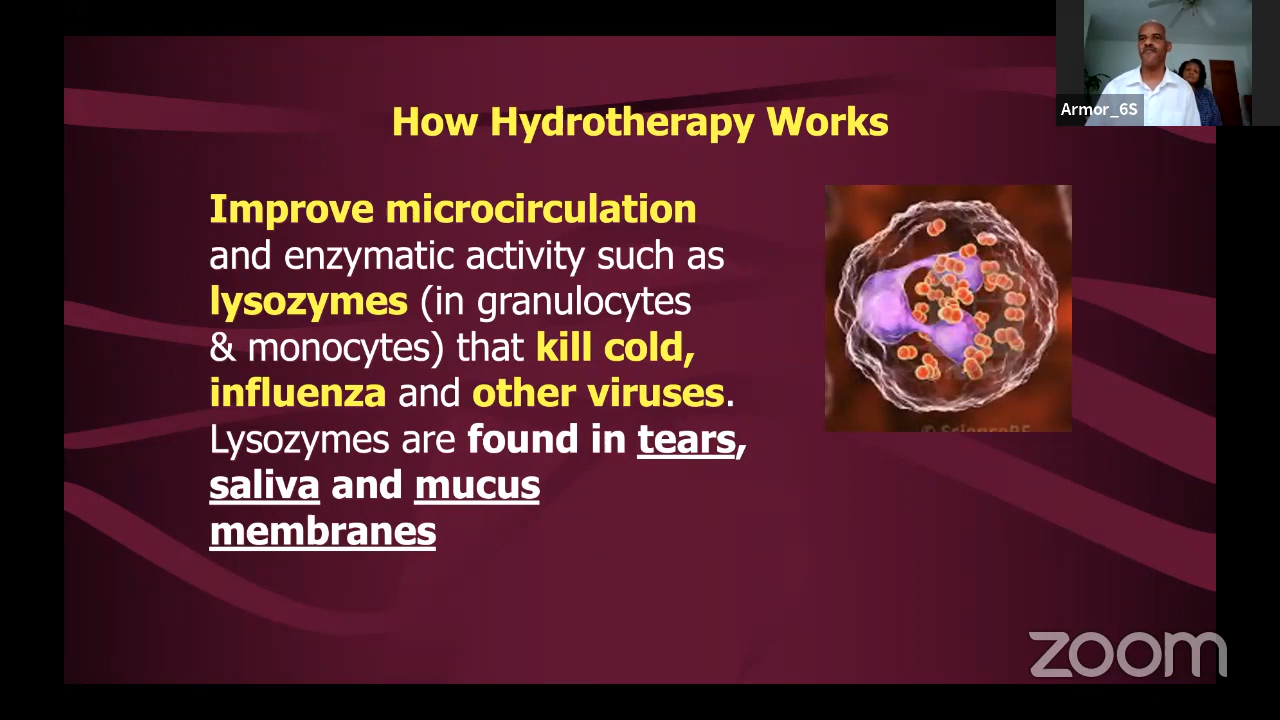 Armor_6S
How Hydrotherapy Works
Improve microcirculation
and enzymatic activity such as
lysozymes (in granulocytes
& monocytes) that kill cold,
influenza and other viruses.
Lysozymes are found in tears,
saliva and mucus
membranes
zoom